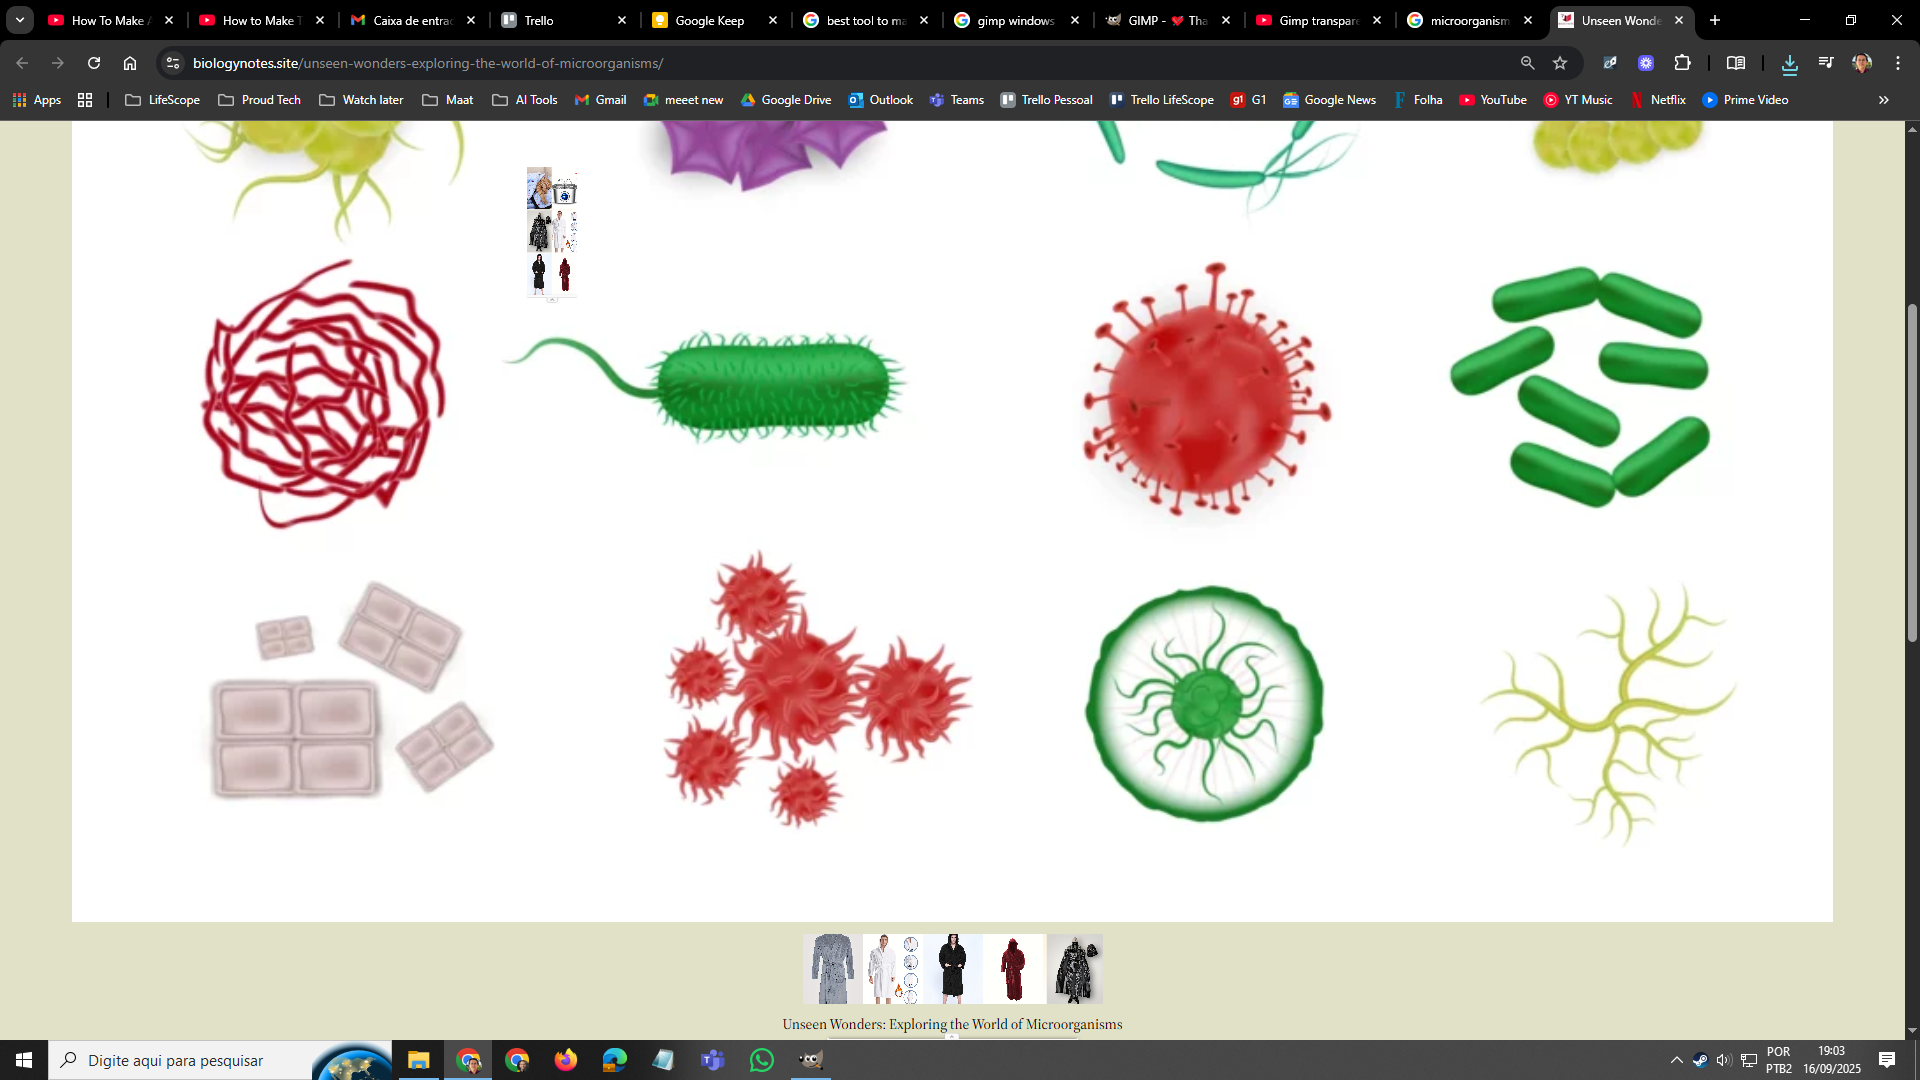 How To Make A
How to Make T
Caixa de entrac
Trello
Google Keep
best tool to ma
gimp windows
GIMP - ❤️ Tha
Gimp transpare
microorganism
Unseen Wonde
biologynotes.site/unseen-wonders-exploring-the-world-of-microorganisms/
Apps
LifeScope
Proud Tech
Watch later
Maat
AI Tools
Gmail
meeet new
Google Drive
Outlook
Teams
Trello Pessoal
Trello LifeScope
G1
Google News
Folha
YouTube
YT Music
Netflix
Prime Video
Unseen Wonders: Exploring the World of Microorganisms
Digite aqui para pesquisar
POR
PTB2
19:03
16/09/2025